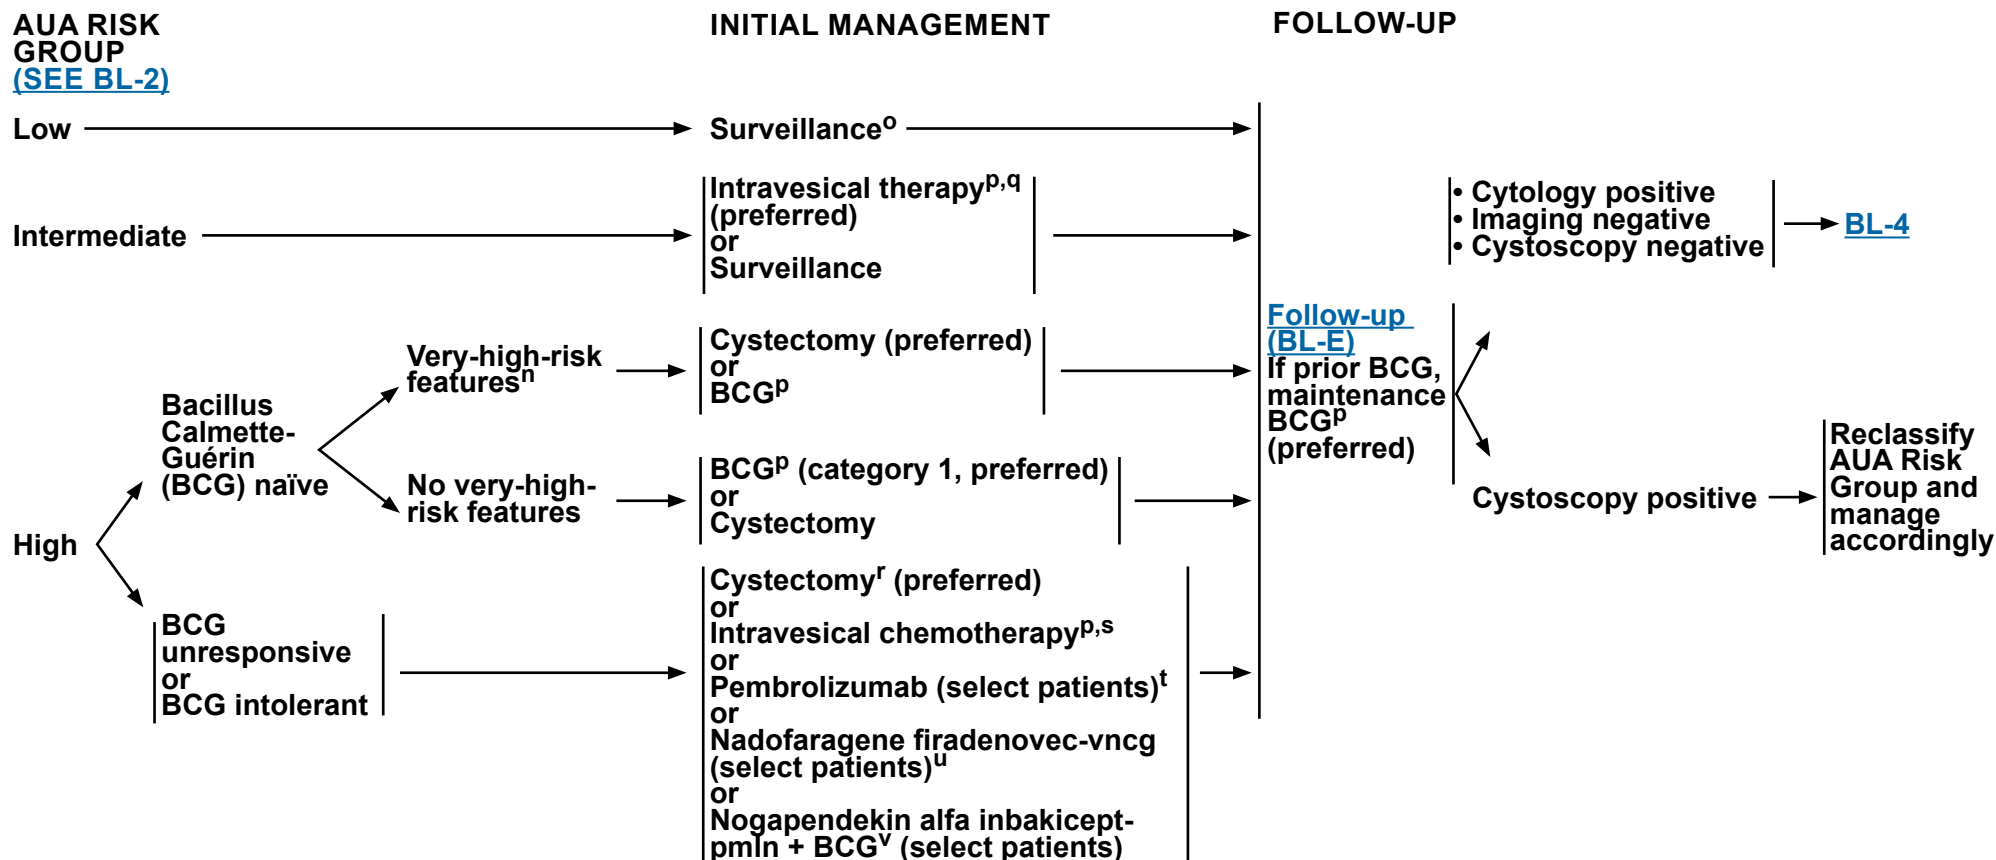 AUA RISK
GROUP
(SEE BL-2)
INITIAL MANAGEMENT
FOLLOW-UP
Low
Surveillanceᵒ
Intermediate
Intravesical therapyᵖ,q
(preferred)
or
Surveillance
• Cytology positive
• Imaging negative
• Cystoscopy negative
BL-4
High
Bacillus
Calmette-
Guérin
(BCG) naïve
Very-high-risk
featuresⁿ
Cystectomy (preferred)
or
BCGᵖ
No very-high-
risk features
BCGᵖ (category 1, preferred)
or
Cystectomy
BCG
unresponsive
or
BCG intolerant
Cystectomyʳ (preferred)
or
Intravesical chemotherapyᵖ,ˢ
or
Pembrolizumab (select patients)ᵗ
or
Nadofaragene firadenovec-vncg
(select patients)ᵘ
or
Nogapendekin alfa inbakicept-
pmln + BCGᵛ (select patients)
Follow-up
(BL-E)
If prior BCG,
maintenance
BCGᵖ
(preferred)
Cystoscopy positive
Reclassify
AUA Risk
Group and
manage
accordingly